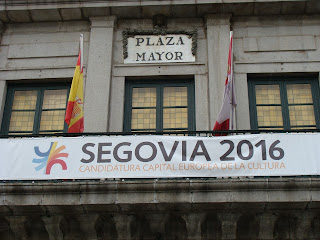 PLAZA
MAYOR
SEGOVIA 2016
CANDIDATURA CAPITAL EUROPEA DE LA CULTURA